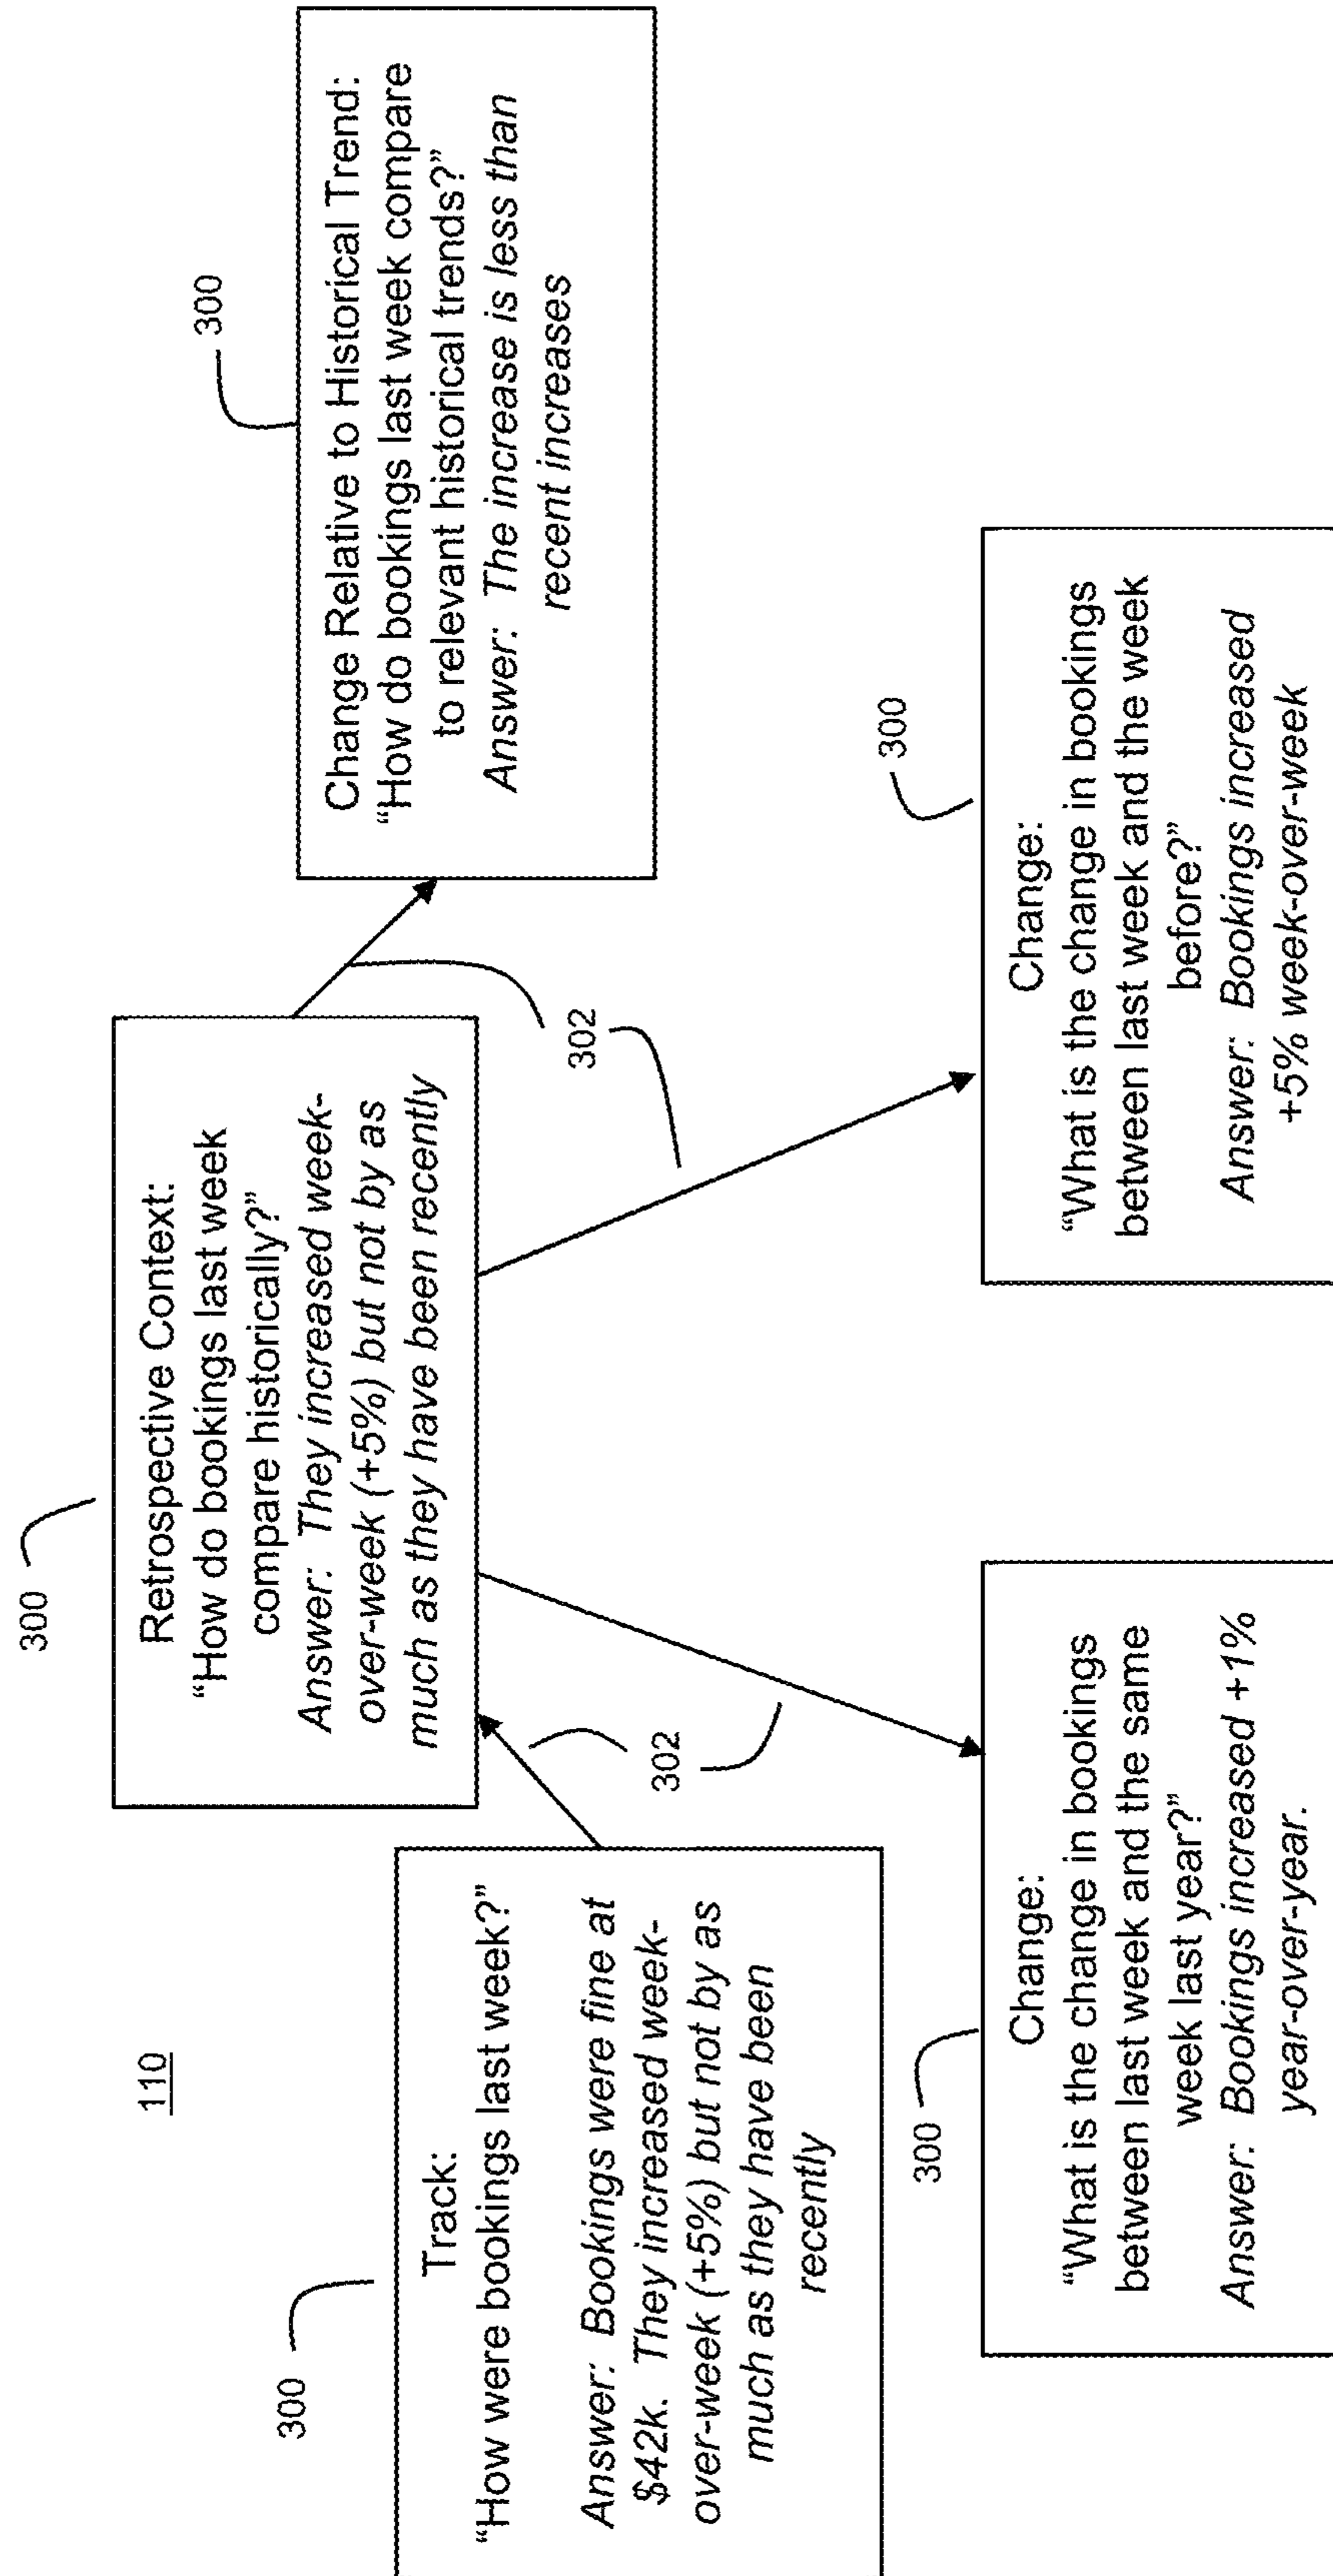 110
300
Track:
“How were bookings last week?”
Answer: Bookings were fine at
$42k. They increased week-
over-week (+5%) but not by as
much as they have been
recently
300
Retrospective Context:
“How do bookings last week
compare historically?”
Answer: They increased week-
over-week (+5%) but not by as
much as they have been recently
300
Change Relative to Historical Trend:
“How do bookings last week compare
to relevant historical trends?”
Answer: The increase is less than
recent increases
302
302
300
Change:
“What is the change in bookings
between last week and the same
week last year?”
Answer: Bookings increased +1%
year-over-year.
300
Change:
“What is the change in bookings
between last week and the week
before?”
Answer: Bookings increased
+5% week-over-week